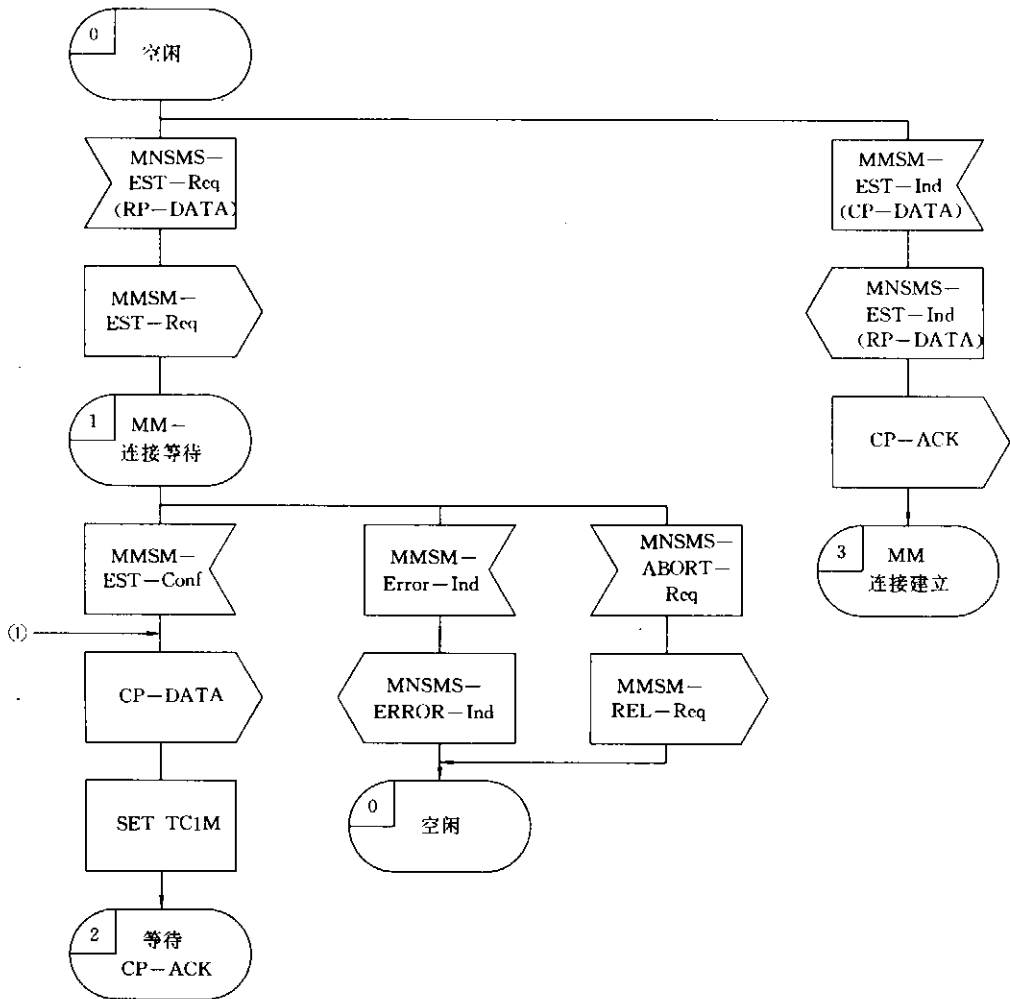 0
空闲
MNSMS-
EST-Req
(RP-DATA)
MMSM-
EST-Req
1
MM-
连接等待
MMSM-
EST-Ind
(CP-DATA)
MNSMS-
EST-Ind
(RP-DATA)
CP-ACK
3
MM
连接建立
MMSM-
EST-Conf
①
CP-DATA
SET TC1M
2
等待
CP-ACK
MMSM-
Error-Ind
MNSMS-
ERROR-Ind
MNSMS-
ABORT-
Req
MMSM-
REL-Req
0
空闲